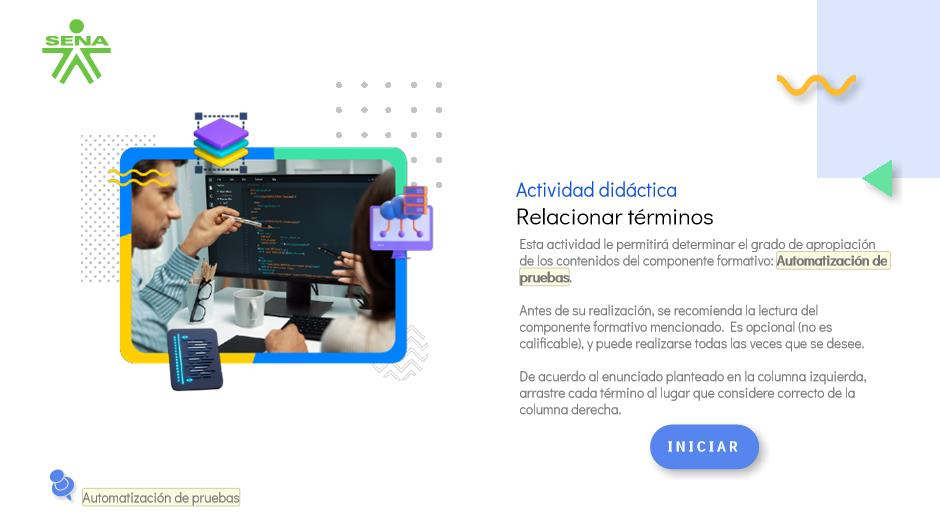 SENA
Actividad didáctica
Relacionar términos
Esta actividad le permitirá determinar el grado de apropiación
de los contenidos del componente formativo: Automatización de
pruebas.
Antes de su realización, se recomienda la lectura del
componente formativo mencionado. Es opcional (no es
calificable), y puede realizarse todas las veces que se desee.
De acuerdo al enunciado planteado en la columna izquierda,
arrastre cada término al lugar que considere correcto de la
columna derecha.
INICIAR
Automatización de pruebas